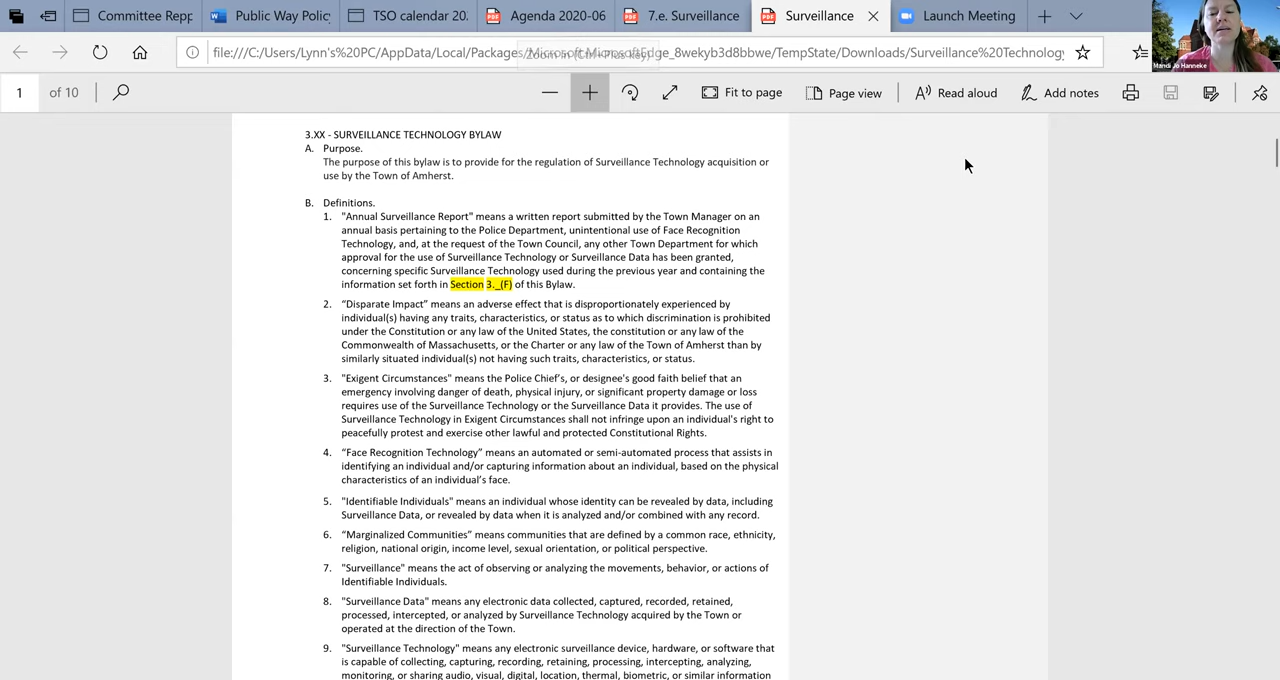 Committee Repp
Public Way Policy
TSO calendar 202
Agenda 2020-06
7.e. Surveillance
Surveillance
Launch Meeting
file:///C:/Users/Lynn's%20PC/AppData/Local/Packages/Microsoft.MicrosoftEdge_8wekyb3d8bbwe/TempState/Downloads/Surveillance%20Technology
Zoom in (Ctrl+Plus key)
Mandi Jo Hanneke
1 of 10
Fit to page
Page view
Read aloud
Add notes
3.XX - SURVEILLANCE TECHNOLOGY BYLAW
A. Purpose.
The purpose of this bylaw is to provide for the regulation of Surveillance Technology acquisition or
use by the Town of Amherst.
B. Definitions.
1. "Annual Surveillance Report" means a written report submitted by the Town Manager on an
annual basis pertaining to the Police Department, unintentional use of Face Recognition
Technology, and, at the request of the Town Council, any other Town Department for which
approval for the use of Surveillance Technology or Surveillance Data has been granted,
concerning specific Surveillance Technology used during the previous year and containing the
information set forth in Section 3._(F) of this Bylaw.
2. “Disparate Impact” means an adverse effect that is disproportionately experienced by
individual(s) having any traits, characteristics, or status as to which discrimination is prohibited
under the Constitution or any law of the United States, the constitution or any law of the
Commonwealth of Massachusetts, or the Charter or any law of the Town of Amherst than by
similarly situated individual(s) not having such traits, characteristics, or status.
3. "Exigent Circumstances" means the Police Chief’s, or designee's good faith belief that an
emergency involving danger of death, physical injury, or significant property damage or loss
requires use of the Surveillance Technology or the Surveillance Data it provides. The use of
Surveillance Technology in Exigent Circumstances shall not infringe upon an individual's right to
peacefully protest and exercise other lawful and protected Constitutional Rights.
4. “Face Recognition Technology” means an automated or semi-automated process that assists in
identifying an individual and/or capturing information about an individual, based on the physical
characteristics of an individual’s face.
5. "Identifiable Individuals" means an individual whose identity can be revealed by data, including
Surveillance Data, or revealed by data when it is analyzed and/or combined with any record.
6. “Marginalized Communities” means communities that are defined by a common race, ethnicity,
religion, national origin, income level, sexual orientation, or political perspective.
7. "Surveillance" means the act of observing or analyzing the movements, behavior, or actions of
Identifiable Individuals.
8. "Surveillance Data" means any electronic data collected, captured, recorded, retained,
processed, intercepted, or analyzed by Surveillance Technology acquired by the Town or
operated at the direction of the Town.
9. "Surveillance Technology" means any electronic surveillance device, hardware, or software that
is capable of collecting, capturing, recording, retaining, processing, intercepting, analyzing,
monitoring, or sharing audio, visual, digital, location, thermal, biometric, or similar information